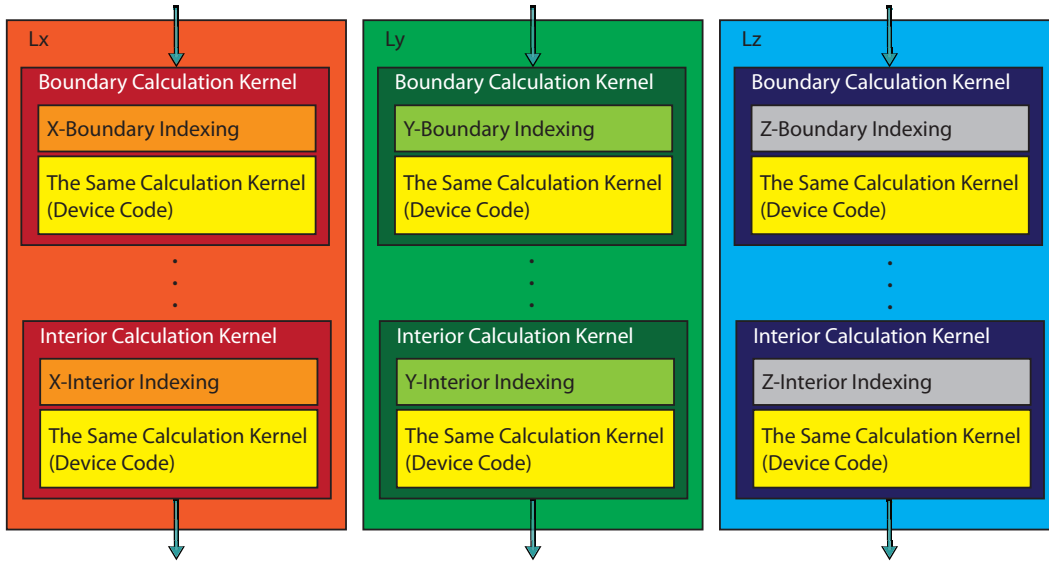 Lx
Boundary Calculation Kernel
X-Boundary Indexing
The Same Calculation Kernel
(Device Code)
Interior Calculation Kernel
X-Interior Indexing
The Same Calculation Kernel
(Device Code)
Ly
Boundary Calculation Kernel
Y-Boundary Indexing
The Same Calculation Kernel
(Device Code)
Interior Calculation Kernel
Y-Interior Indexing
The Same Calculation Kernel
(Device Code)
Lz
Boundary Calculation Kernel
Z-Boundary Indexing
The Same Calculation Kernel
(Device Code)
Interior Calculation Kernel
Z-Interior Indexing
The Same Calculation Kernel
(Device Code)